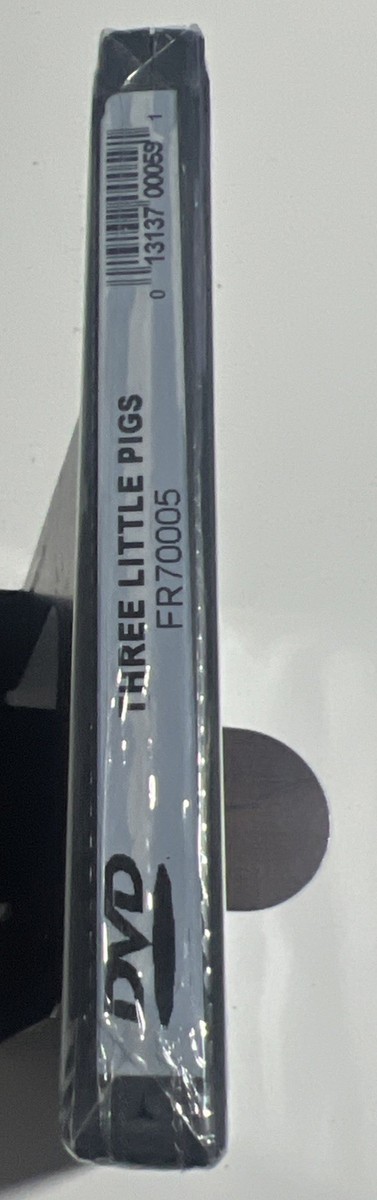 0 13137 00059 1
THREE LITTLE PIGS
FR70005
DVD